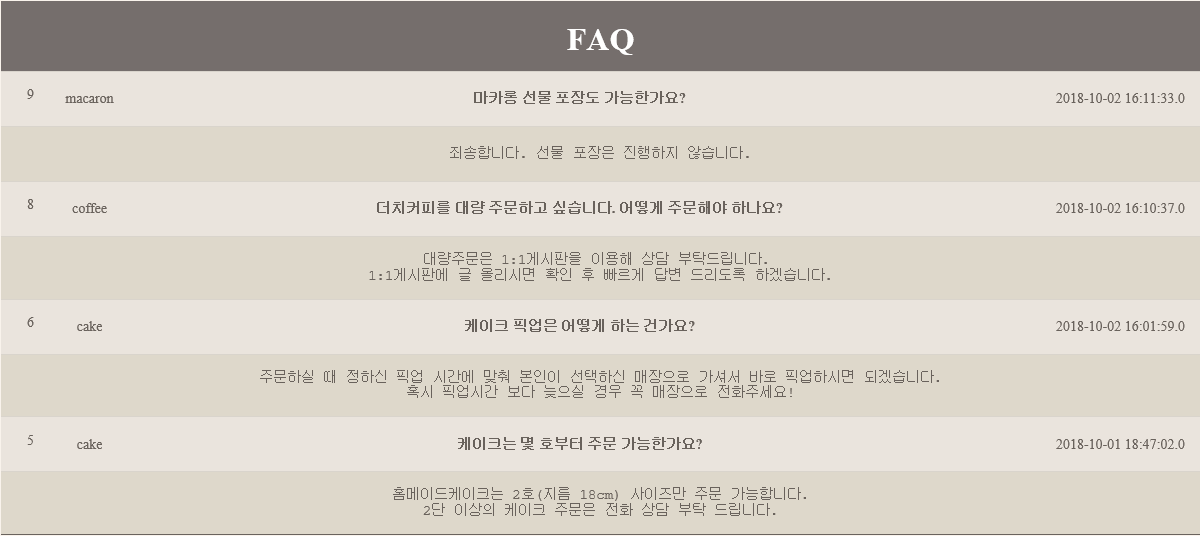 FAQ
9 macaron 마카롱 선물 포장도 가능한가요? 2018-10-02 16:11:33.0
죄송합니다. 선물 포장은 진행하지 않습니다.
8 coffee 더치커피를 대량 주문하고 싶습니다. 어떻게 주문해야 하나요? 2018-10-02 16:10:37.0
대량주문은 1:1게시판을 이용해 상담 부탁드립니다.
1:1게시판에 글 올리시면 확인 후 빠르게 답변 드리도록 하겠습니다.
6 cake 케이크 픽업은 어떻게 하는 건가요? 2018-10-02 16:01:59.0
주문하실 때 정하신 픽업 시간에 맞춰 본인이 선택하신 매장으로 가셔서 바로 픽업하시면 되겠습니다.
혹시 픽업시간 보다 늦으실 경우 꼭 매장으로 전화주세요!
5 cake 케이크는 몇 호부터 주문 가능한가요? 2018-10-01 18:47:02.0
홈메이드케이크는 2호(지름 18cm) 사이즈만 주문 가능합니다.
2단 이상의 케이크 주문은 전화 상담 부탁 드립니다.